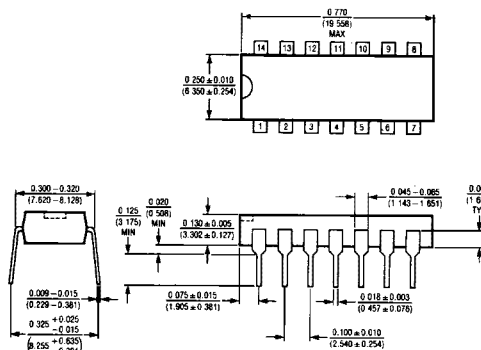 0.770
(19 558)
MAX
14 13 12 11 10 9 8
0 250 ± 0.010
(6 350 ± 0.254)
1 2 3 4 5 6 7
0.300 – 0.320
(7.620 – 8.128)
0.125
(3 175)
MIN
0.020
(0 508)
MIN
0 130 ± 0 005
(3 302 ± 0 127)
0 045 – 0 065
(1 143 – 1 651)
0.009 – 0.015
(0 229 – 0.381)
0 325 + 0.025
– 0.015
+ 0 635
0 075 ± 0 015
(1 905 ± 0 381)
0 018 ± 0 003
(0 457 ± 0 076)
0 100 ± 0 010
(2 540 ± 0 254)